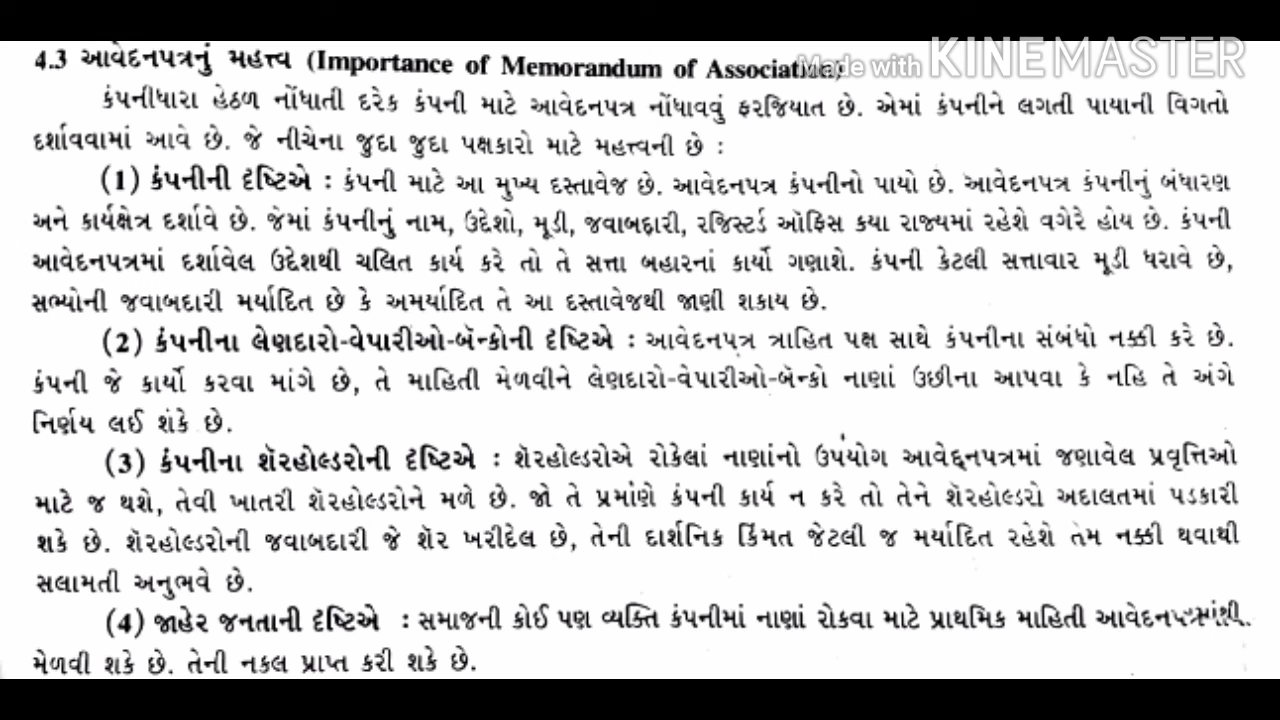 4.3 આવેદનપત્રનું મહત્ત્વ (Importance of Memorandum of Association)
Made with KINEMASTER
કંપનીધારા હેઠળ નોંધાતી દરેક કંપની માટે આવેદનપત્ર નોંધાવવું ફરજિયાત છે. એમાં કંપનીને લગતી પાયાની વિગતો
દર્શાવવામાં આવે છે. જે નીચેના જુદા જુદા પક્ષકારો માટે મહત્ત્વની છે :
(1) કંપનીની દૃષ્ટિએ : કંપની માટે આ મુખ્ય દસ્તાવેજ છે. આવેદનપત્ર કંપનીનો પાયો છે. આવેદનપત્ર કંપનીનું બંધારણ
અને કાર્યક્ષેત્ર દર્શાવે છે. જેમાં કંપનીનું નામ, ઉદેશો, મૂડી, જવાબદારી, રજિસ્ટર્ડ ઑફિસ કયા રાજ્યમાં રહેશે વગેરે હોય છે. કંપની
આવેદનપત્રમાં દર્શાવેલ ઉદેશથી ચલિત કાર્ય કરે તો તે સત્તા બહારનાં કાર્યો ગણાશે. કંપની કેટલી સત્તાવાર મૂડી ધરાવે છે,
સભ્યોની જવાબદારી મર્યાદિત છે કે અમર્યાદિત તે આ દસ્તાવેજથી જાણી શકાય છે.
(2) કંપનીના લેણદારો-વેપારીઓ-બૅન્કોની દૃષ્ટિએ : આવેદનપત્ર ત્રાહિત પક્ષ સાથે કંપનીના સંબંધો નક્કી કરે છે.
કંપની જે કાર્યો કરવા માંગે છે, તે માહિતી મેળવીને લેણદારો-વેપારીઓ-બૅન્કો નાણાં ઉછીના આપવા કે નહિ તે અંગે
નિર્ણય લઈ શકે છે.
(3) કંપનીના શૅરહોલ્ડરોની દૃષ્ટિએ : શૅરહોલ્ડરોએ રોકેલાં નાણાંનો ઉપયોગ આવેદનપત્રમાં જણાવેલ પ્રવૃત્તિઓ
માટે જ થશે, તેવી ખાતરી શૅરહોલ્ડરોને મળે છે. જો તે પ્રમાણે કંપની કાર્ય ન કરે તો તેને શૅરહોલ્ડરો અદાલતમાં પડકારી
શકે છે. શૅરહોલ્ડરોની જવાબદારી જે શૅર ખરીદેલ છે, તેની દાર્શનિક કિંમત જેટલી જ મર્યાદિત રહેશે તેમ નક્કી થવાથી
સલામતી અનુભવે છે.
(4) જાહેર જનતાની દૃષ્ટિએ : સમાજની કોઈ પણ વ્યક્તિ કંપનીમાં નાણાં રોકવા માટે પ્રાથમિક માહિતી આવેદનપત્રમાંથી
મેળવી શકે છે. તેની નકલ પ્રાપ્ત કરી શકે છે.